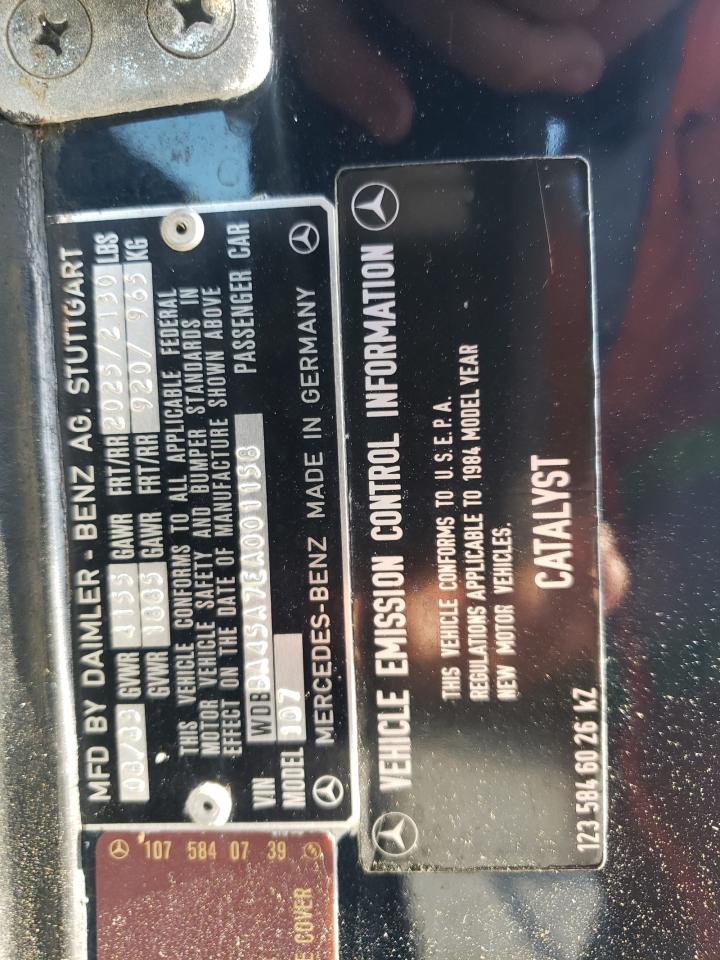 MFD BY DAIMLER - BENZ AG. STUTTGART
08/83 GVWR 4155 GAWR FRT/RR 2025/2130 LBS
GVWR 1885 GAWR FRT/RR 920/ 965 KG
THIS VEHICLE CONFORMS TO ALL APPLICABLE FEDERAL
MOTOR VEHICLE SAFETY AND BUMPER STANDARDS IN
EFFECT ON THE DATE OF MANUFACTURE SHOWN ABOVE
VIN WDBBA45A7EA001158 PASSENGER CAR
MODEL 107
MERCEDES-BENZ MADE IN GERMANY
VEHICLE EMISSION CONTROL INFORMATION
THIS VEHICLE CONFORMS TO U.S.E.P.A.
REGULATIONS APPLICABLE TO 1984 MODEL YEAR
NEW MOTOR VEHICLES.
CATALYST
123 584 60 26 kZ
107 584 07 39
COVER